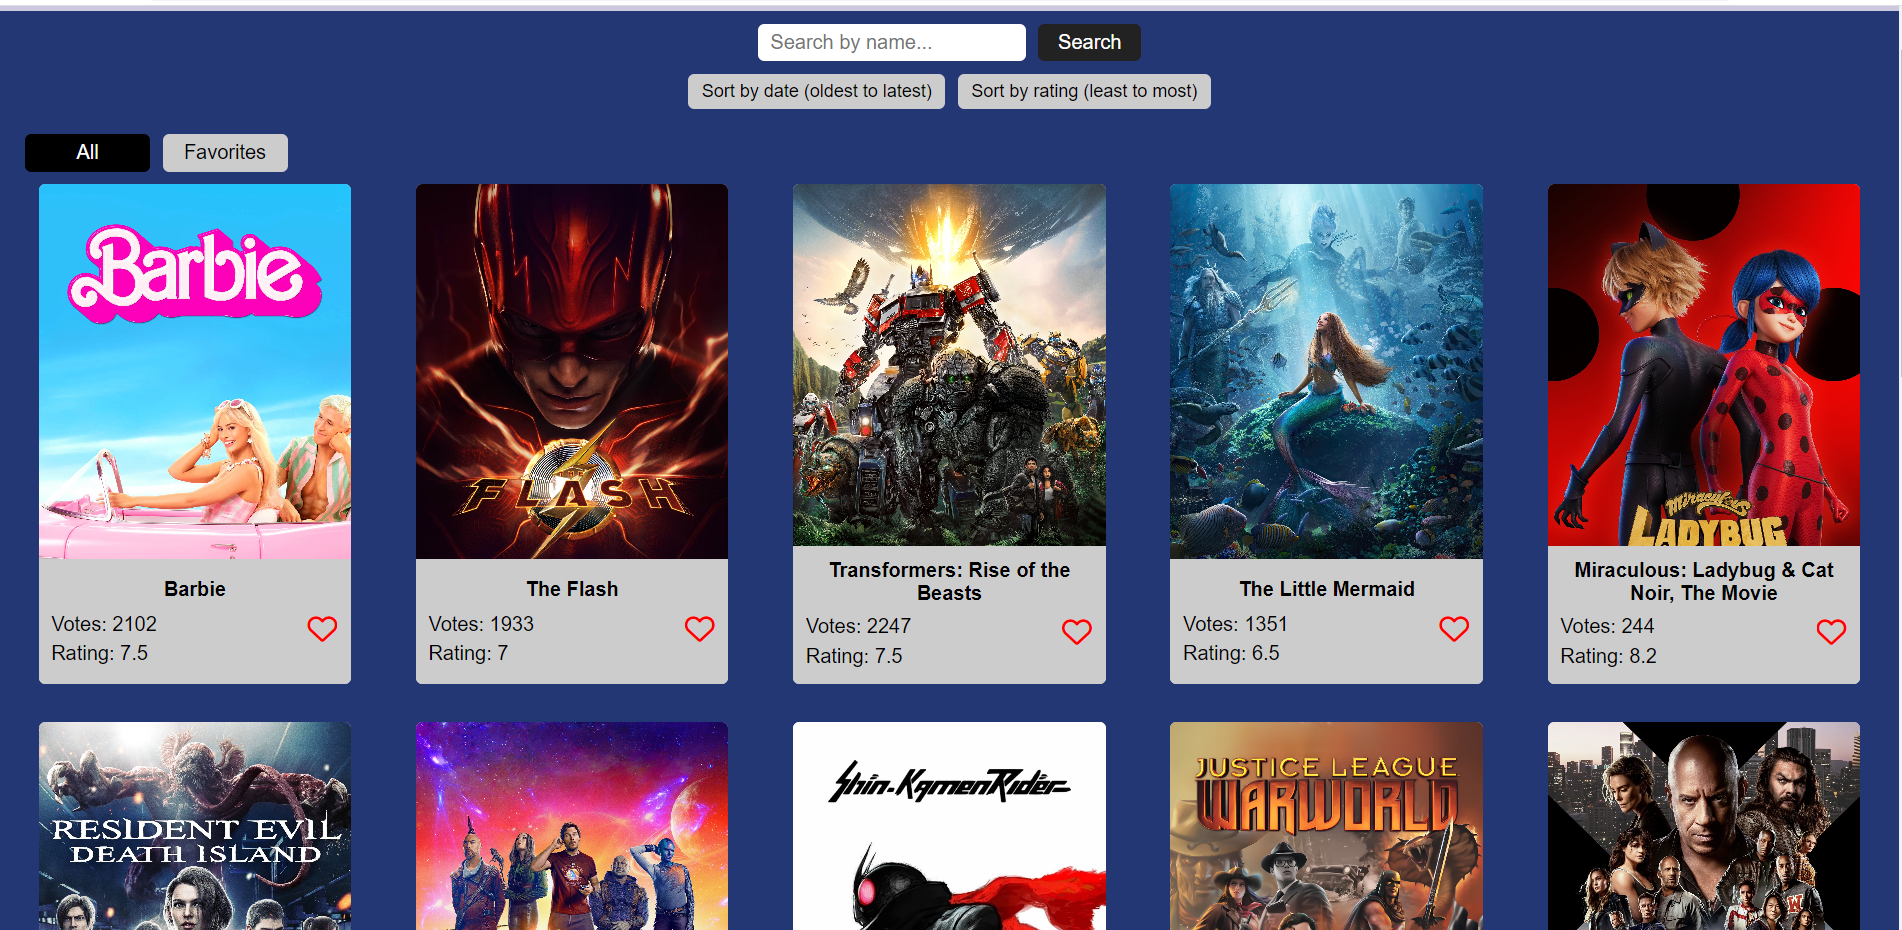 Search by name...
Search
Sort by date (oldest to latest)
Sort by rating (least to most)
All
Favorites
Barbie
FLASH
Miraculous
LADYBUG
Barbie
The Flash
Transformers: Rise of the
Beasts
The Little Mermaid
Miraculous: Ladybug & Cat
Noir, The Movie
Votes: 2102
Rating: 7.5
Votes: 1933
Rating: 7
Votes: 2247
Rating: 7.5
Votes: 1351
Rating: 6.5
Votes: 244
Rating: 8.2
RESIDENT EVIL
DEATH ISLAND
Shin·KamenRider
JUSTICE LEAGUE
WARWORLD